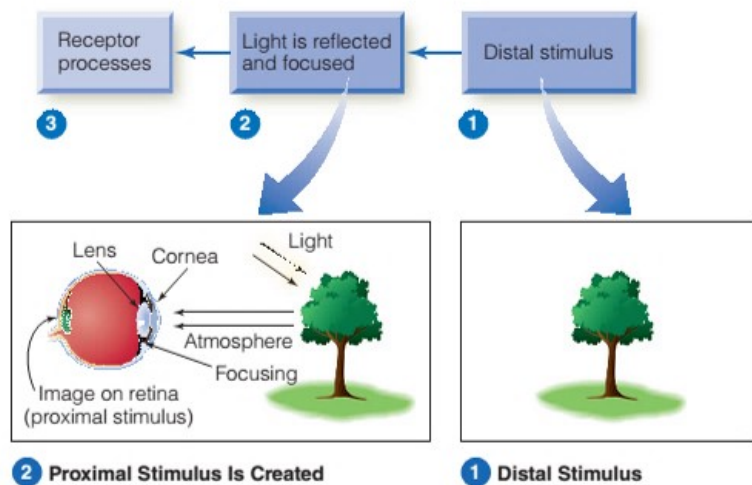 Receptor
processes
Light is reflected
and focused
Distal stimulus
3
2
1
Lens
Cornea
Light
Atmosphere
Focusing
Image on retina
(proximal stimulus)
2 Proximal Stimulus Is Created
1 Distal Stimulus